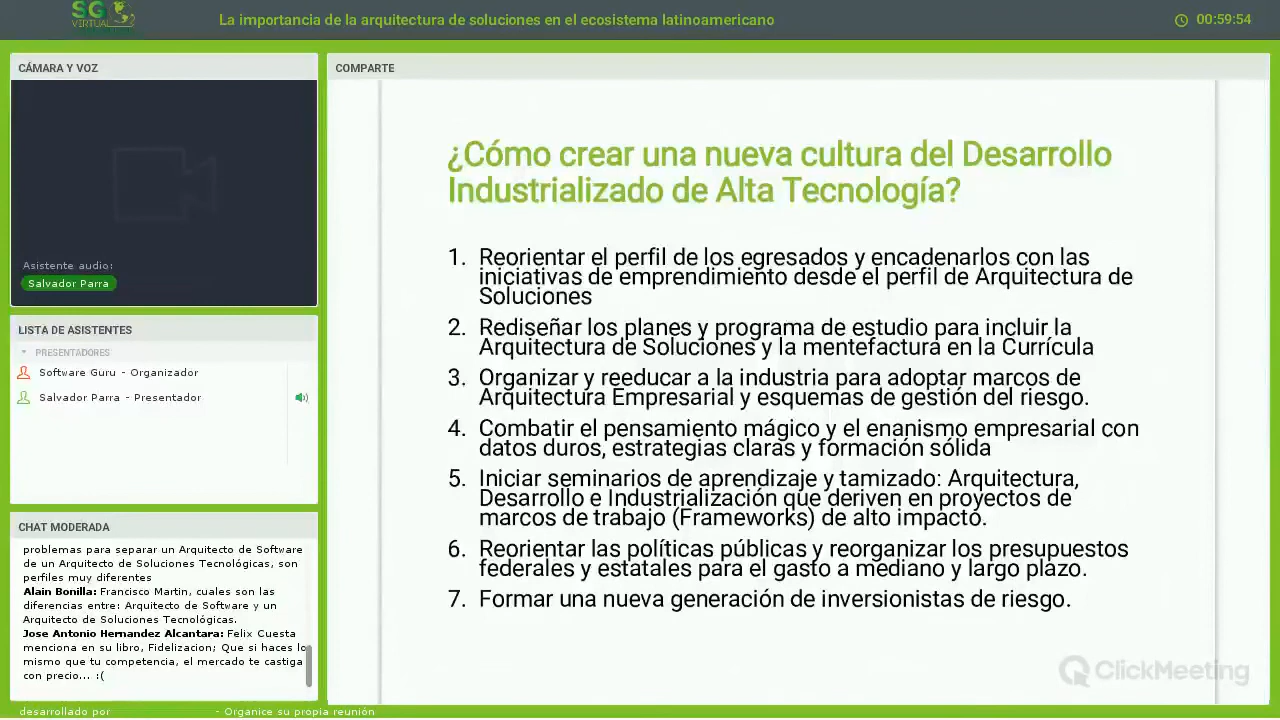 SG
VIRTUAL
La importancia de la arquitectura de soluciones en el ecosistema latinoamericano
00:59:54
CÁMARA Y VOZ
Asistente audio:
Salvador Parra
LISTA DE ASISTENTES
PRESENTADORES
Software Guru - Organizador
Salvador Parra - Presentador
CHAT MODERADA
problemas para separar un Arquitecto de Software
de un Arquitecto de Soluciones Tecnológicas, son
perfiles muy diferentes
Alain Bonilla: Francisco Martin, cuales son las
diferencias entre: Arquitecto de Software y un
Arquitecto de Soluciones Tecnológicas.
Jose Antonio Hernandez Alcantara: Felix Cuesta
menciona en su libro, Fidelizacion; Que si haces lo
mismo que tu competencia, el mercado te castiga
con precio... :(
desarrollado por - Organice su propia reunión
COMPARTE
¿Cómo crear una nueva cultura del Desarrollo
Industrializado de Alta Tecnología?
1. Reorientar el perfil de los egresados y encadenarlos con las
iniciativas de emprendimiento desde el perfil de Arquitectura de
Soluciones
2. Rediseñar los planes y programa de estudio para incluir la
Arquitectura de Soluciones y la mentefactura en la Currícula
3. Organizar y reeducar a la industria para adoptar marcos de
Arquitectura Empresarial y esquemas de gestión del riesgo.
4. Combatir el pensamiento mágico y el enanismo empresarial con
datos duros, estrategias claras y formación sólida
5. Iniciar seminarios de aprendizaje y tamizado: Arquitectura,
Desarrollo e Industrialización que deriven en proyectos de
marcos de trabajo (Frameworks) de alto impacto.
6. Reorientar las políticas públicas y reorganizar los presupuestos
federales y estatales para el gasto a mediano y largo plazo.
7. Formar una nueva generación de inversionistas de riesgo.
ClickMeeting